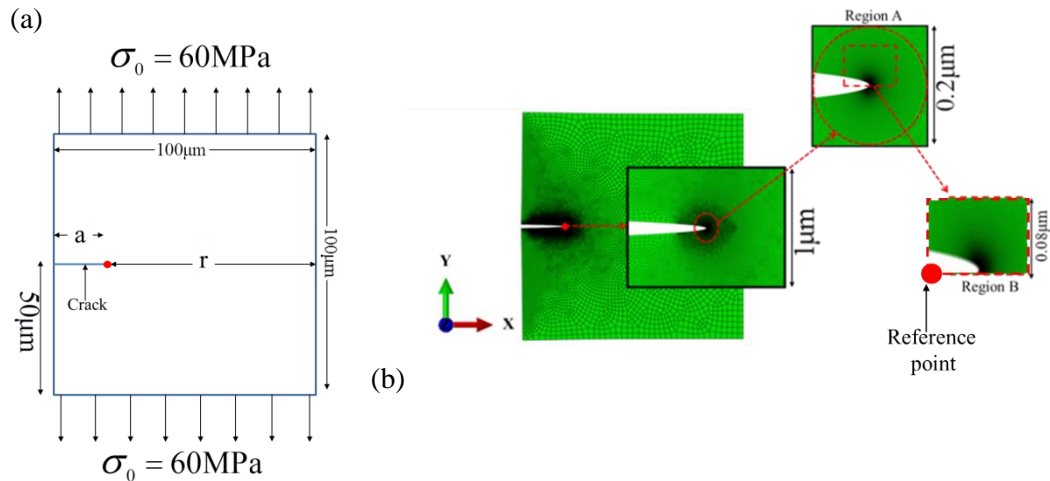 (a)
σ₀ = 60MPa
100μm
100μm
a
r
Crack
50μm
σ₀ = 60MPa
(b)
Y
X
Z
1μm
Region A
0.2μm
0.08μm
Region B
Reference
point